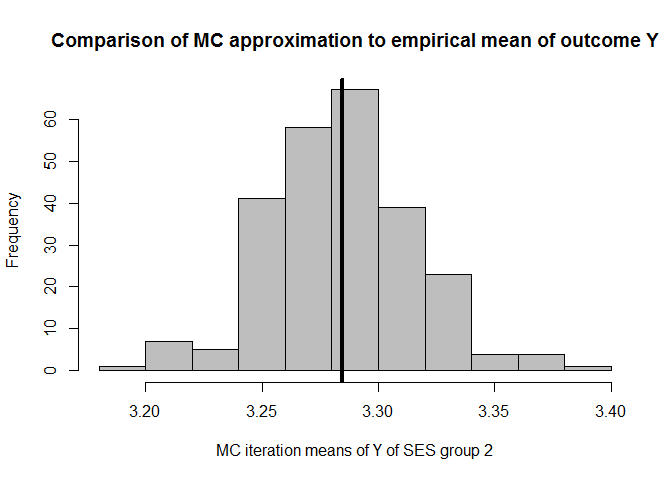 Comparison of MC approximation to empirical mean of outcome Y
Frequency
60
50
40
30
20
10
0
3.20 3.25 3.30 3.35 3.40
MC iteration means of Y of SES group 2